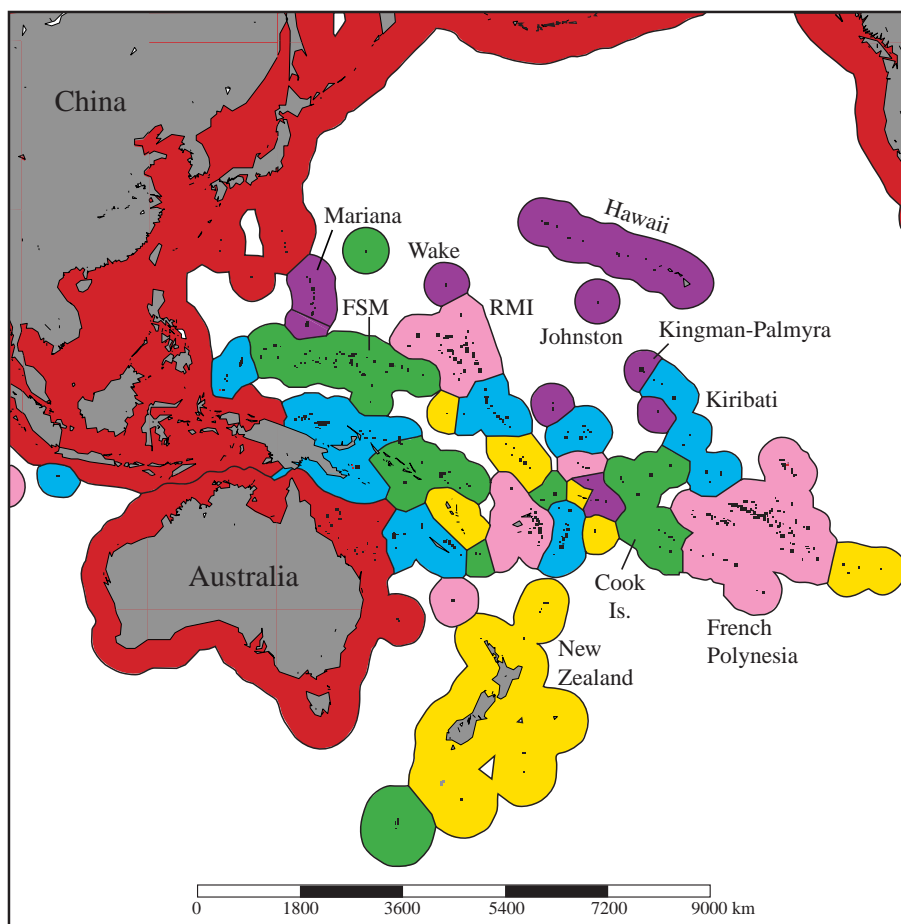 China
Mariana
Wake
Hawaii
FSM
RMI
Johnston
Kingman-Palmyra
Kiribati
Australia
Cook
Is.
French
Polynesia
New
Zealand
0 1800 3600 5400 7200 9000 km